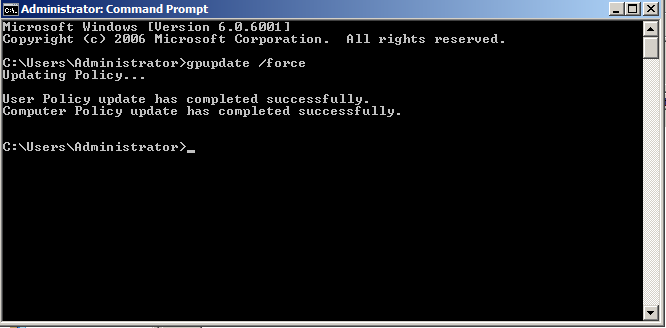 Administrator: Command Prompt
Microsoft Windows [Version 6.0.6001]
Copyright (c) 2006 Microsoft Corporation.  All rights reserved.
C:\Users\Administrator>gpupdate /force
Updating Policy...
User Policy update has completed successfully.
Computer Policy update has completed successfully.
C:\Users\Administrator>_